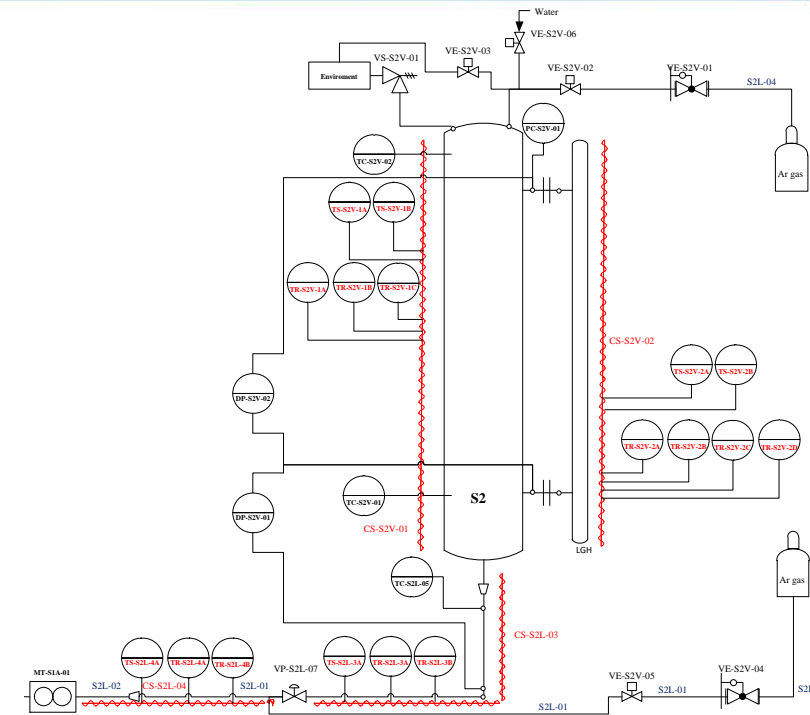 Water
VE-S2V-06
VE-S2V-03
VS-S2V-01
VE-S2V-02
VE-S2V-01
Enviroment
S2L-04
PC-S2V-01
TC-S2V-02
Ar gas
TS-S2V-1A
TS-S2V-1B
TR-S2V-1A
TR-S2V-1B
TR-S2V-1C
CS-S2V-02
TS-S2V-2A
TS-S2V-2B
DP-S2V-02
TR-S2V-2A
TR-S2V-2B
TR-S2V-2C
TR-S2V-2D
TC-S2V-01
S2
DP-S2V-01
CS-S2V-01
LGH
TC-S2L-05
Ar gas
CS-S2L-03
TS-S2L-4A
TR-S2L-4A
TR-S2L-4B
TS-S2L-3A
TR-S2L-3A
TR-S2L-3B
MT-S1A-01
VP-S2L-07
VE-S2V-05
VE-S2V-04
S2L-02
CS-S2L-04
S2L-01
S2L-01
S2L-01